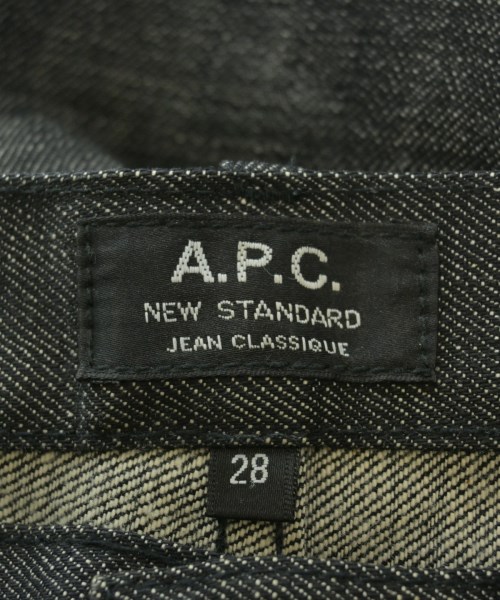 A.P.C.
NEW STANDARD
JEAN CLASSIQUE
28